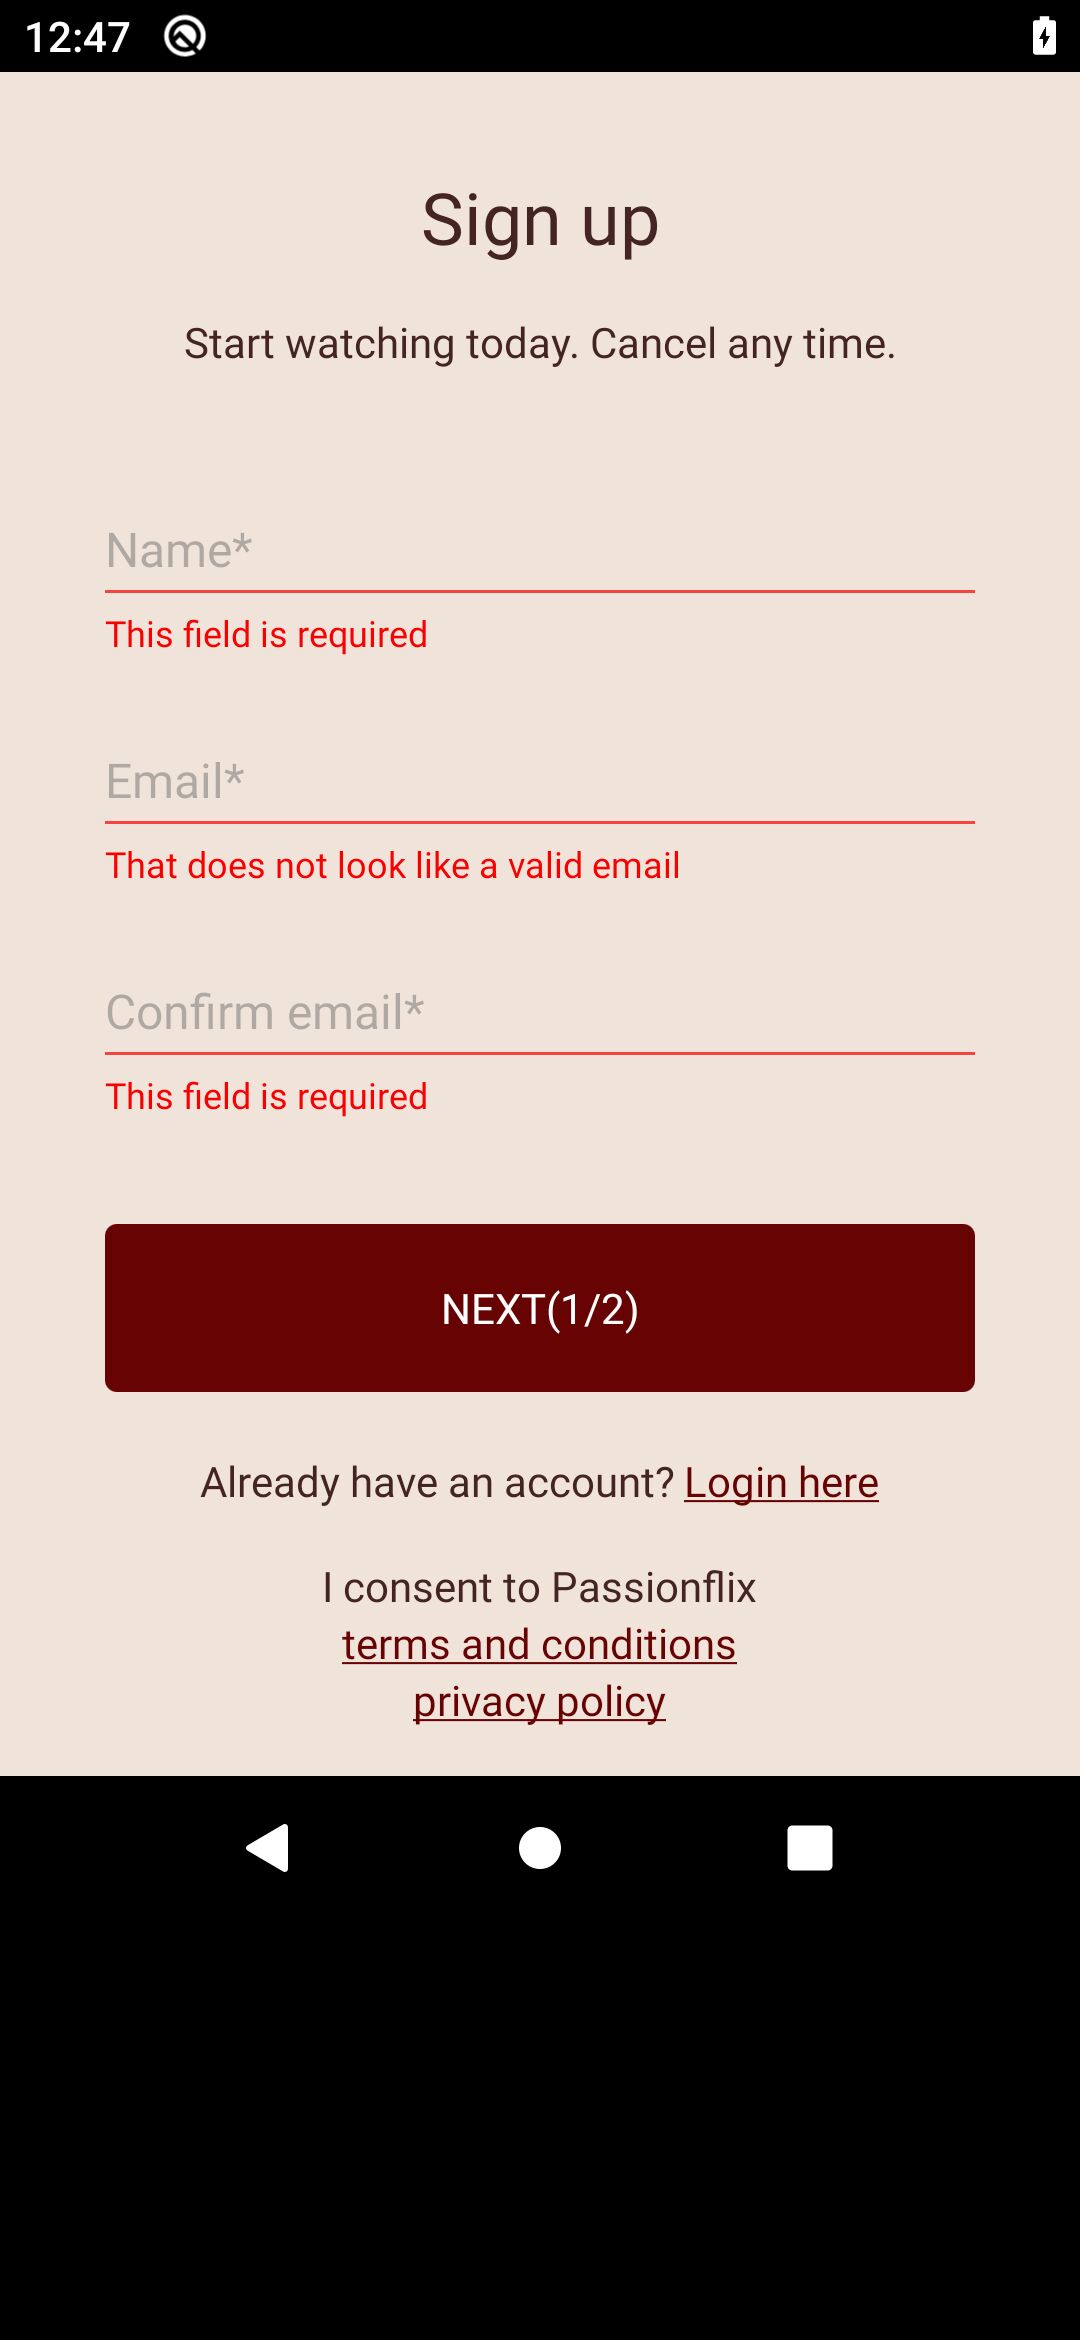 12:47
Sign up
Start watching today. Cancel any time.
Name*
This field is required
Email*
That does not look like a valid email
Confirm email*
This field is required
NEXT(1/2)
Already have an account? Login here
I consent to Passionflix
terms and conditions
privacy policy